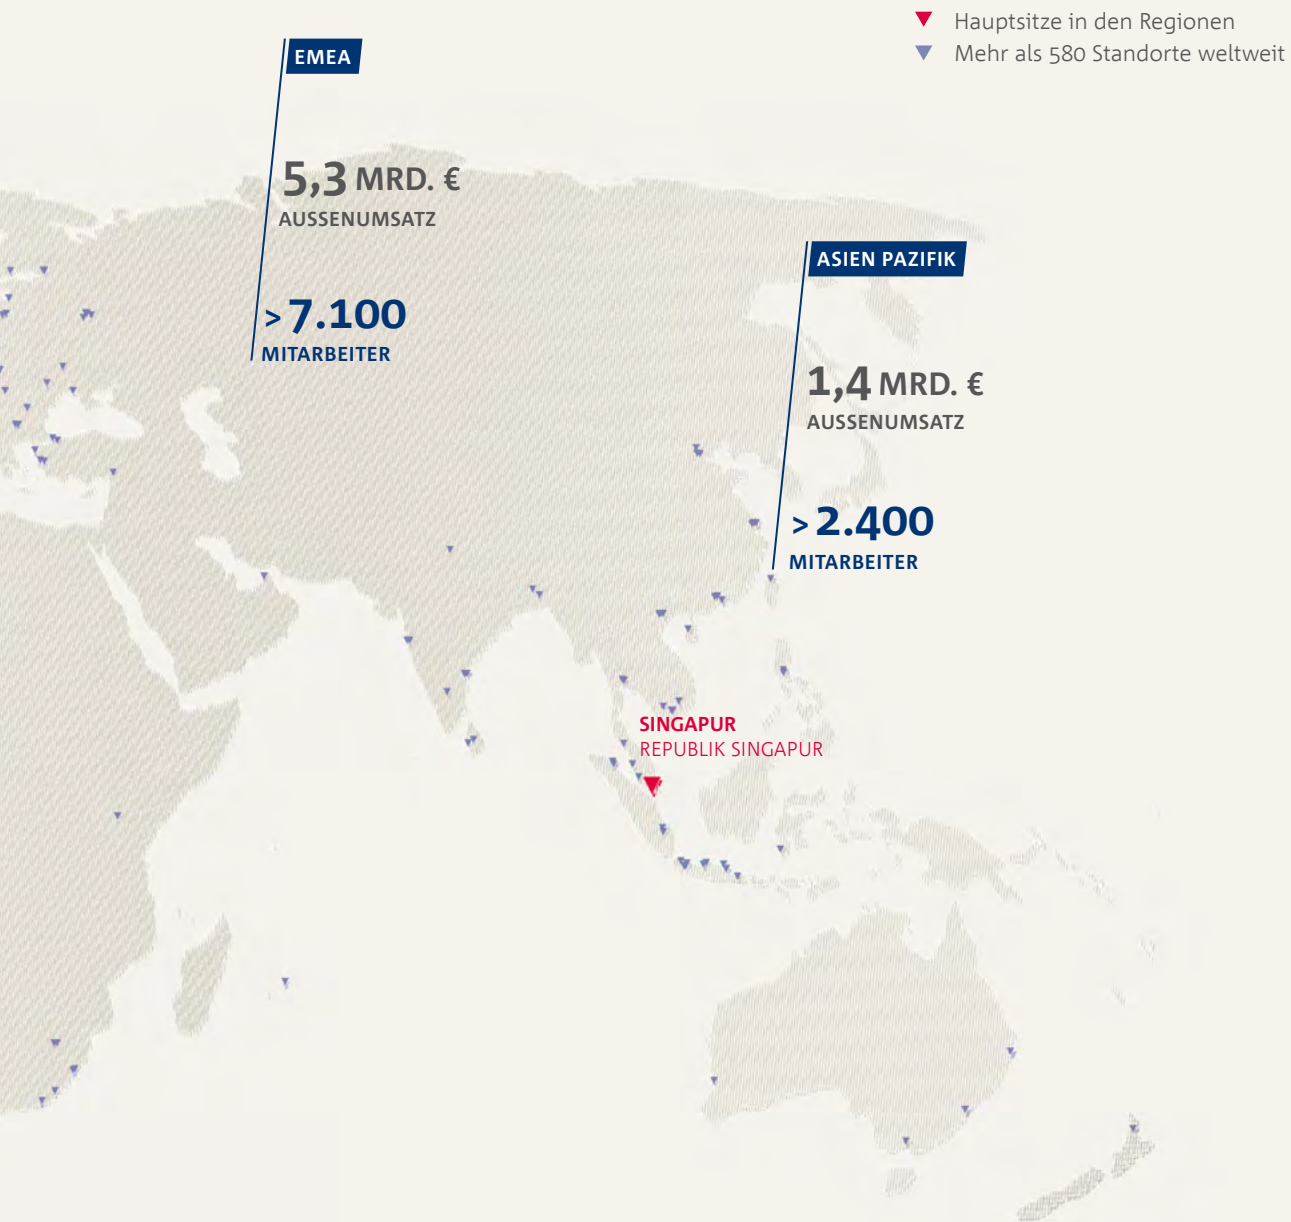 Hauptsitze in den Regionen
Mehr als 580 Standorte weltweit
EMEA
5,3 MRD. €
AUSSENUMSATZ
> 7.100
MITARBEITER
ASIEN PAZIFIK
1,4 MRD. €
AUSSENUMSATZ
> 2.400
MITARBEITER
SINGAPUR
REPUBLIK SINGAPUR